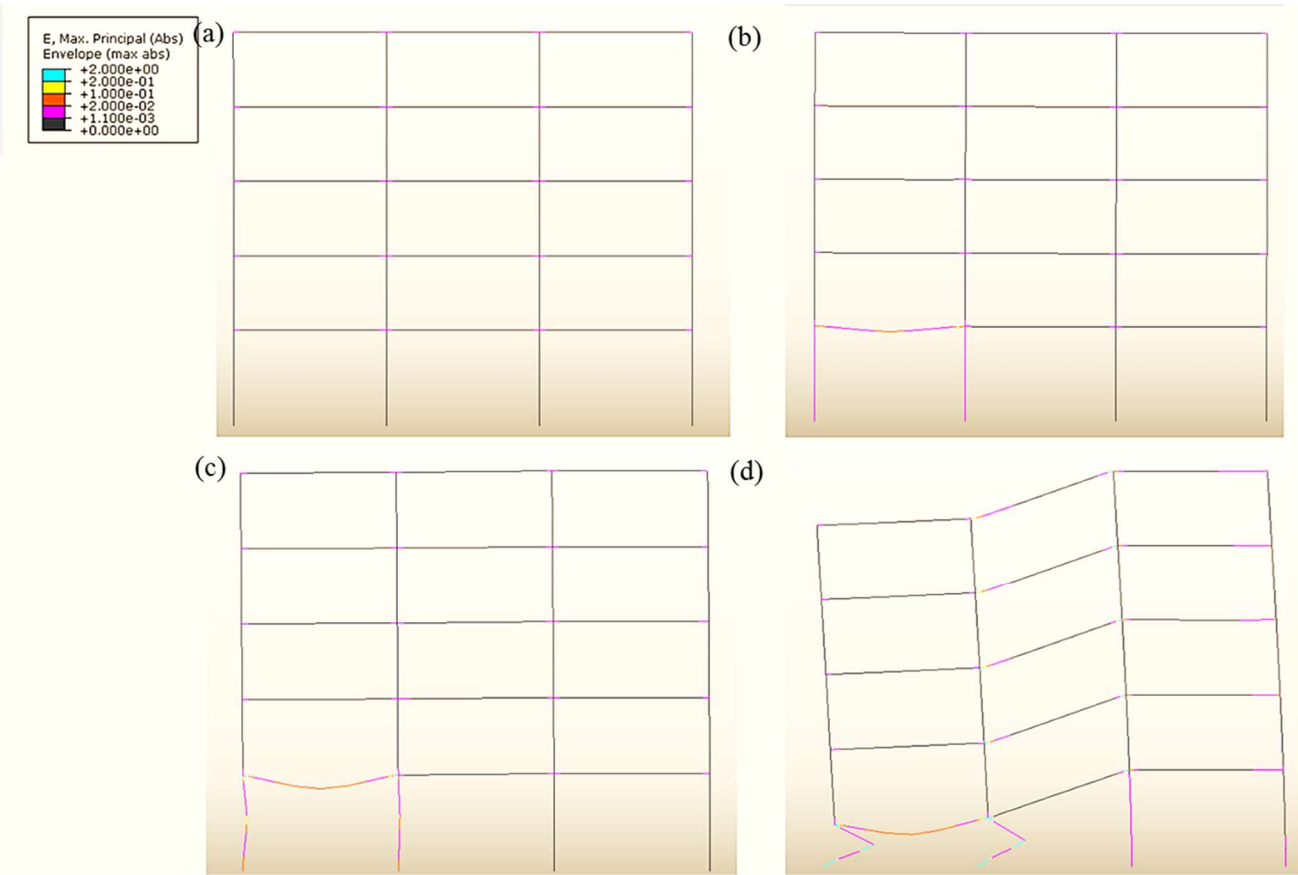 E, Max. Principal (Abs)
Envelope (max abs)
+2.000e+00
+2.000e-01
+1.000e-01
+2.000e-02
+1.100e-03
+0.000e+00
(a)
(b)
(c)
(d)